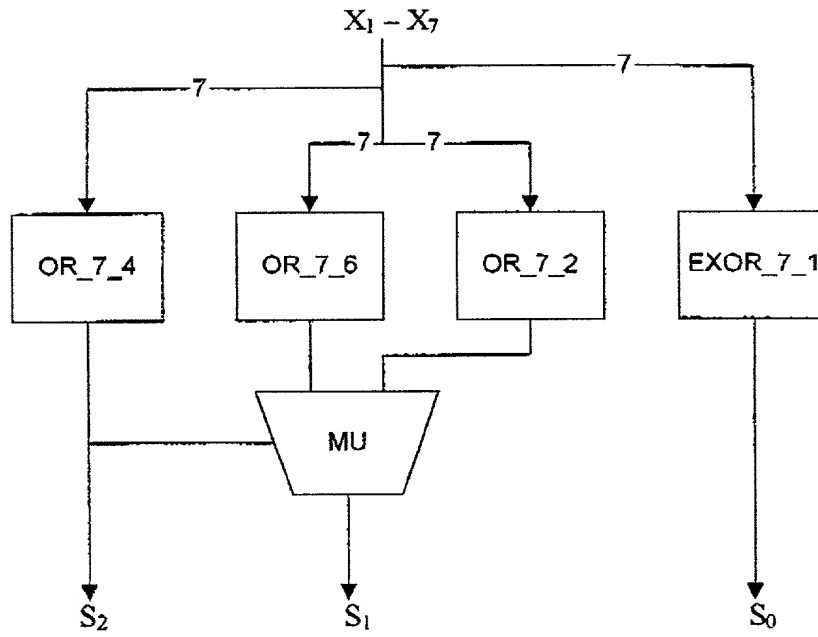 X₁ – X₇
7
7
7 7
OR_7_4 OR_7_6 OR_7_2 EXOR_7_1
MU
S₂ S₁ S₀